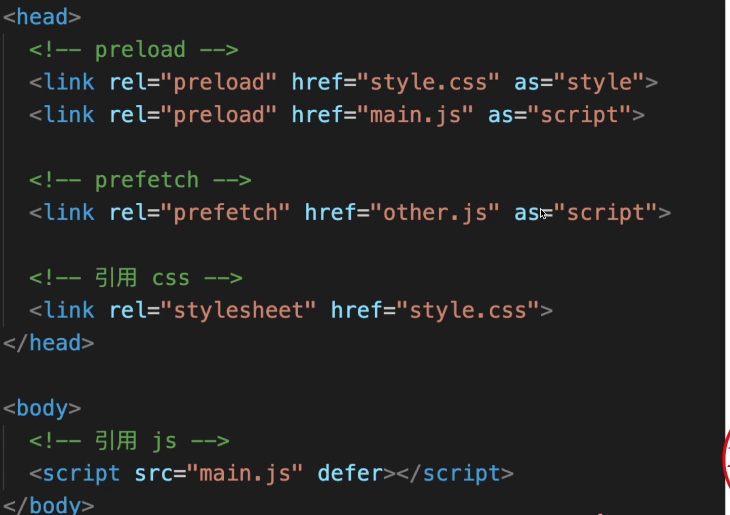 <head>
<!-- preload -->
<link rel="preload" href="style.css" as="style">
<link rel="preload" href="main.js" as="script">
<!-- prefetch -->
<link rel="prefetch" href="other.js" as="script">
<!-- 引用 css -->
<link rel="stylesheet" href="style.css">
</head>
<body>
<!-- 引用 js -->
<script src="main.js" defer></script>
</body>